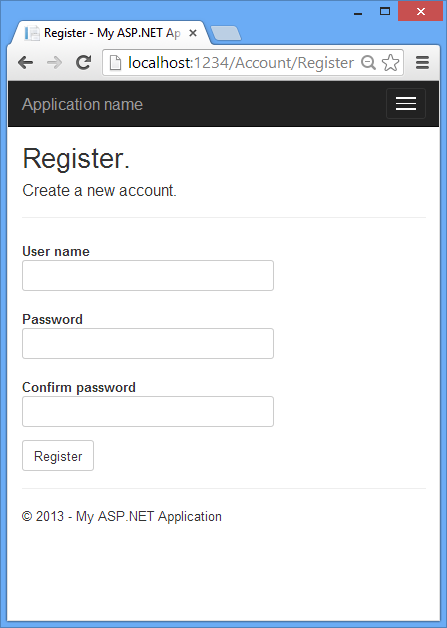 Register - My ASP.NET Ap
localhost:1234/Account/Register
Application name
Register.
Create a new account.
User name
Password
Confirm password
Register
© 2013 - My ASP.NET Application